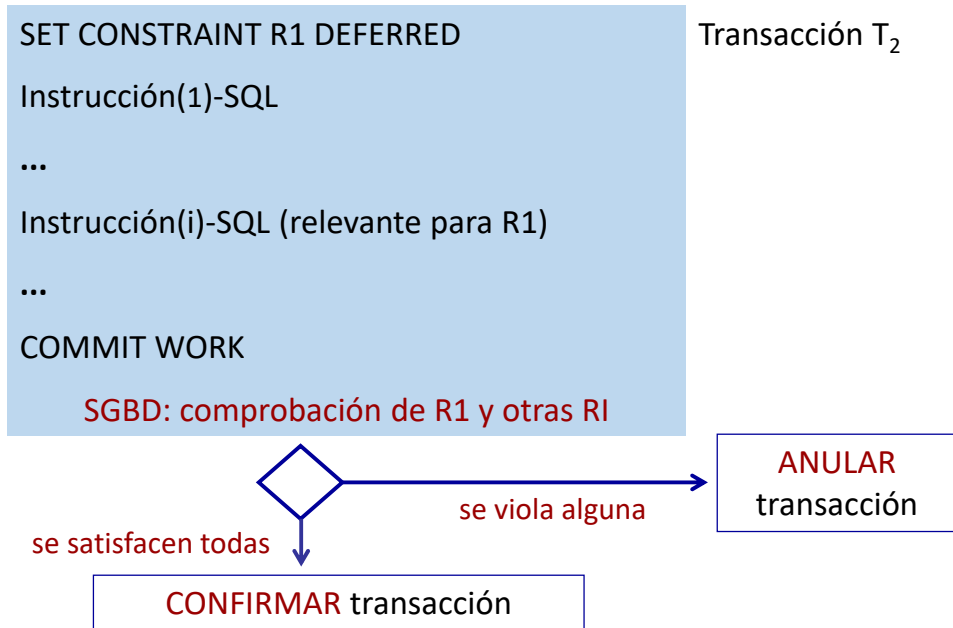 SET CONSTRAINT R1 DEFERRED
Transacción T₂
Instrucción(1)-SQL
...
Instrucción(i)-SQL (relevante para R1)
...
COMMIT WORK
SGBD: comprobación de R1 y otras RI
ANULAR
transacción
se viola alguna
se satisfacen todas
CONFIRMAR transacción